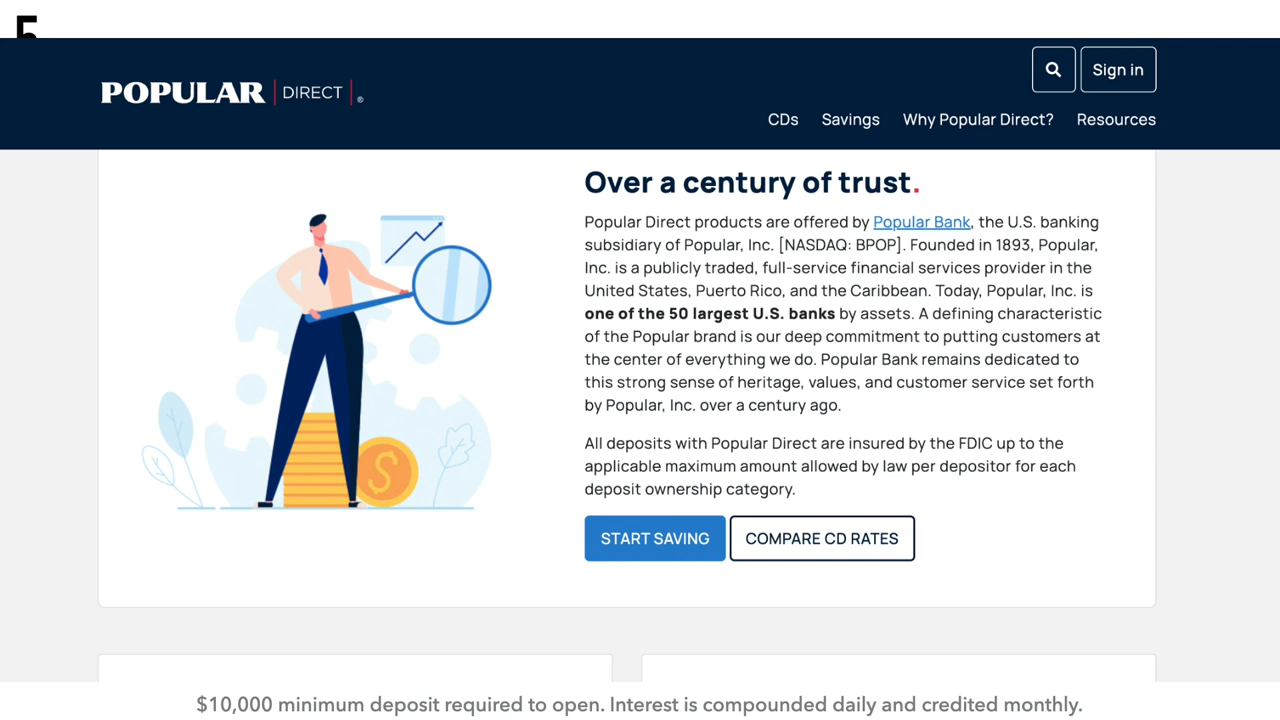 5
POPULAR DIRECT ®
Sign in
CDs Savings Why Popular Direct? Resources
Over a century of trust.
Popular Direct products are offered by Popular Bank, the U.S. banking
subsidiary of Popular, Inc. [NASDAQ: BPOP]. Founded in 1893, Popular,
Inc. is a publicly traded, full-service financial services provider in the
United States, Puerto Rico, and the Caribbean. Today, Popular, Inc. is
one of the 50 largest U.S. banks by assets. A defining characteristic
of the Popular brand is our deep commitment to putting customers at
the center of everything we do. Popular Bank remains dedicated to
this strong sense of heritage, values, and customer service set forth
by Popular, Inc. over a century ago.
All deposits with Popular Direct are insured by the FDIC up to the
applicable maximum amount allowed by law per depositor for each
deposit ownership category.
START SAVING COMPARE CD RATES
$
$10,000 minimum deposit required to open. Interest is compounded daily and credited monthly.